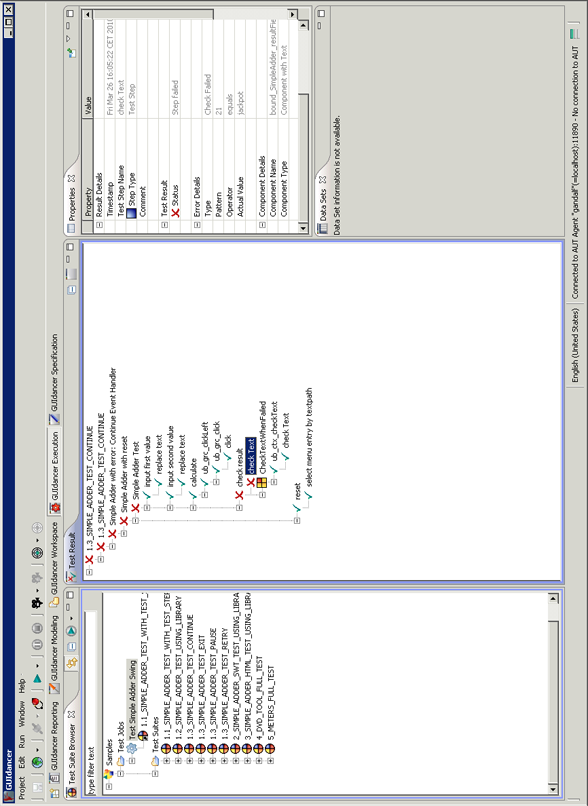 GUIdancer
Project Edit Run Window Help
GUIdancer Reporting
GUIdancer Modeling
GUIdancer Workspace
GUIdancer Execution
GUIdancer Specification
Test Suite Browser
type filter text
Samples
Test Jobs
Test Simple Adder Swing
1.1_SIMPLE_ADDER_TEST_WITH_TEST_
Test Suites
1.1_SIMPLE_ADDER_TEST_WITH_TEST_STE
1.2_SIMPLE_ADDER_TEST_USING_LIBRARY
1.3_SIMPLE_ADDER_TEST_CONTINUE
1.3_SIMPLE_ADDER_TEST_EXIT
1.3_SIMPLE_ADDER_TEST_PAUSE
1.3_SIMPLE_ADDER_TEST_RETRY
2_SIMPLE_ADDER_SWT_TEST_USING_LIBRA
3_SIMPLE_ADDER_HTML_TEST_USING_LIBR
4_DVD_TOOL_FULL_TEST
5_METERS_FULL_TEST
Test Result
1.3_SIMPLE_ADDER_TEST_CONTINUE
1.3_SIMPLE_ADDER_TEST_CONTINUE
Simple Adder with error: Continue Event Handler
Simple Adder with reset
Simple Adder Test
input first value
replace text
input second value
replace text
calculate
ub_grc_clickLeft
ub_grc_click
click
check result
check Text
CheckTextWhenFailed
ub_ctx_checkText
check Text
reset
select menu entry by textpath
Properties
Property Value
Result Details
Timestamp Fri Mar 26 16:05:22 CET 201
Test Step Name check Text
Step Type Test Step
Comment
Test Result
Status Step failed
Error Details
Type Check Failed
Pattern 21
Operator equals
Actual Value jackpot
Component Details
Component Name bound_SimpleAdder_resultFie
Component Type Component with Text
Data Sets
Data Set information is not available.
English (United States)
Connected to AUT Agent "gandalf"(=localhost):11890 - No connection to AUT